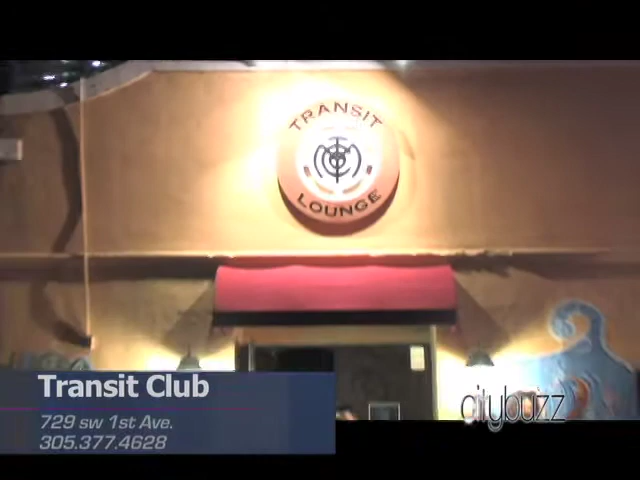 TRANSIT
LOUNGE
Transit Club
729 sw 1st Ave.
305.377.4628
citybuzz